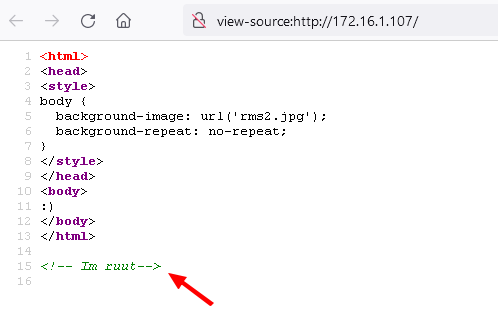 view-source:http://172.16.1.107/
1 <html>
2 <head>
3 <style>
4 body {
5   background-image: url('rms2.jpg');
6   background-repeat: no-repeat;
7 }
8 </style>
9 </head>
10 <body>
11 :)
12 </body>
13 </html>
14
15 <!-- Im ruut-->
16